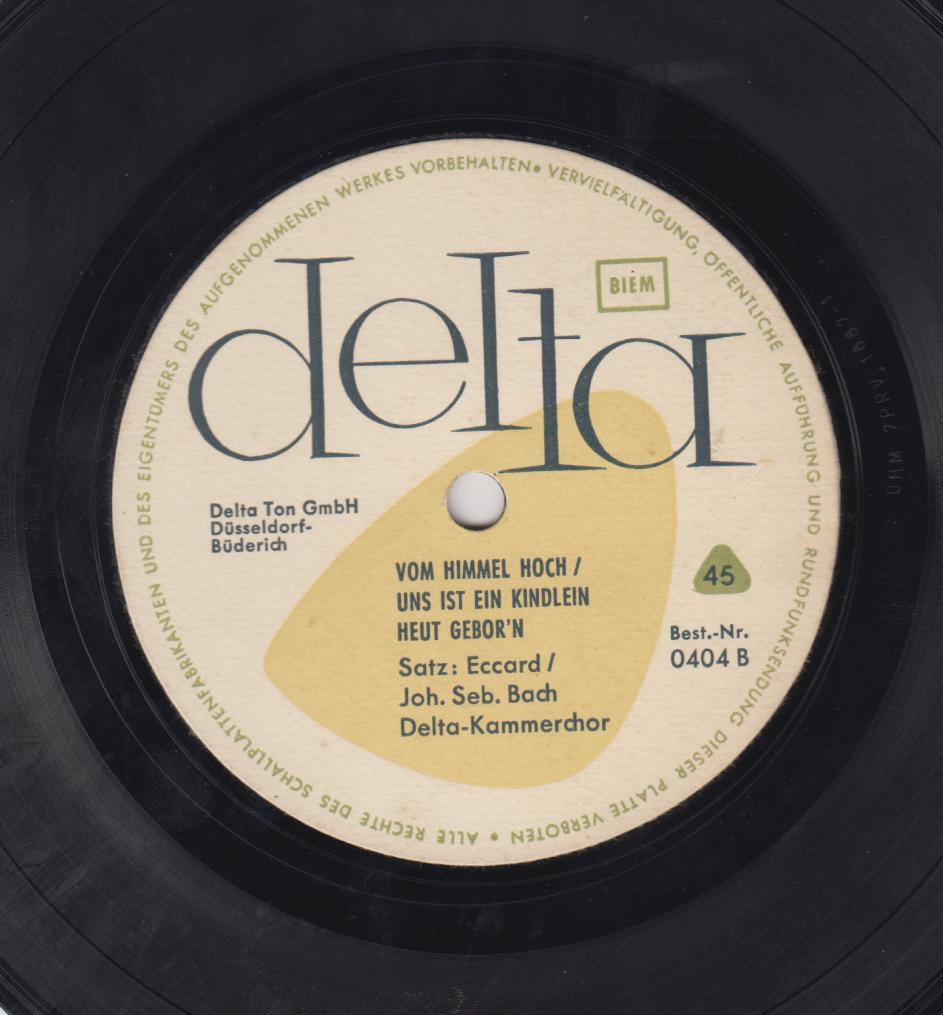 ALLE RECHTE DES SCHALLPLATTENFABRIKANTEN UND DES EIGENTÜMERS DES AUFGENOMMENEN WERKES VORBEHALTEN • VERVIELFÄLTIGUNG, ÖFFENTLICHE AUFFÜHRUNG UND RUNDFUNKSENDUNG DIESER PLATTE VERBOTEN •
delta
BIEM
Delta Ton GmbH
Düsseldorf-
Büderich
VOM HIMMEL HOCH /
UNS IST EIN KINDLEIN
HEUT GEBOR'N
Satz: Eccard /
Joh. Seb. Bach
Delta-Kammerchor
45
Best.-Nr.
0404 B